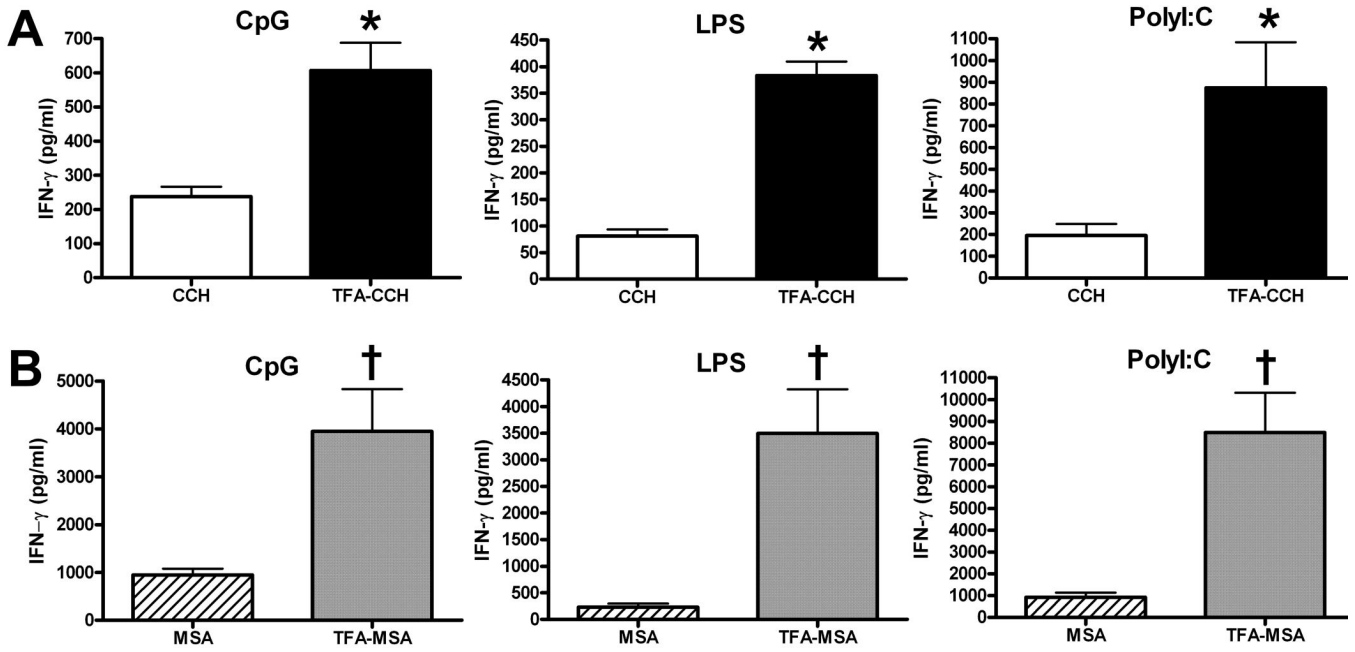 A
CpG
*
IFN-γ (pg/ml)
700
600
500
400
300
200
100
0
CCH
TFA-CCH
LPS
*
IFN-γ (pg/ml)
450
400
350
300
250
200
150
100
50
0
CCH
TFA-CCH
PolyI:C
*
IFN-γ (pg/ml)
1100
1000
900
800
700
600
500
400
300
200
100
0
CCH
TFA-CCH
B
CpG
†
IFN–γ (pg/ml)
5000
4000
3000
2000
1000
0
MSA
TFA-MSA
LPS
†
IFN-γ (pg/ml)
4500
4000
3500
3000
2500
2000
1500
1000
500
0
MSA
TFA-MSA
PolyI:C
†
IFN-γ (pg/ml)
11000
10000
9000
8000
7000
6000
5000
4000
3000
2000
1000
0
MSA
TFA-MSA